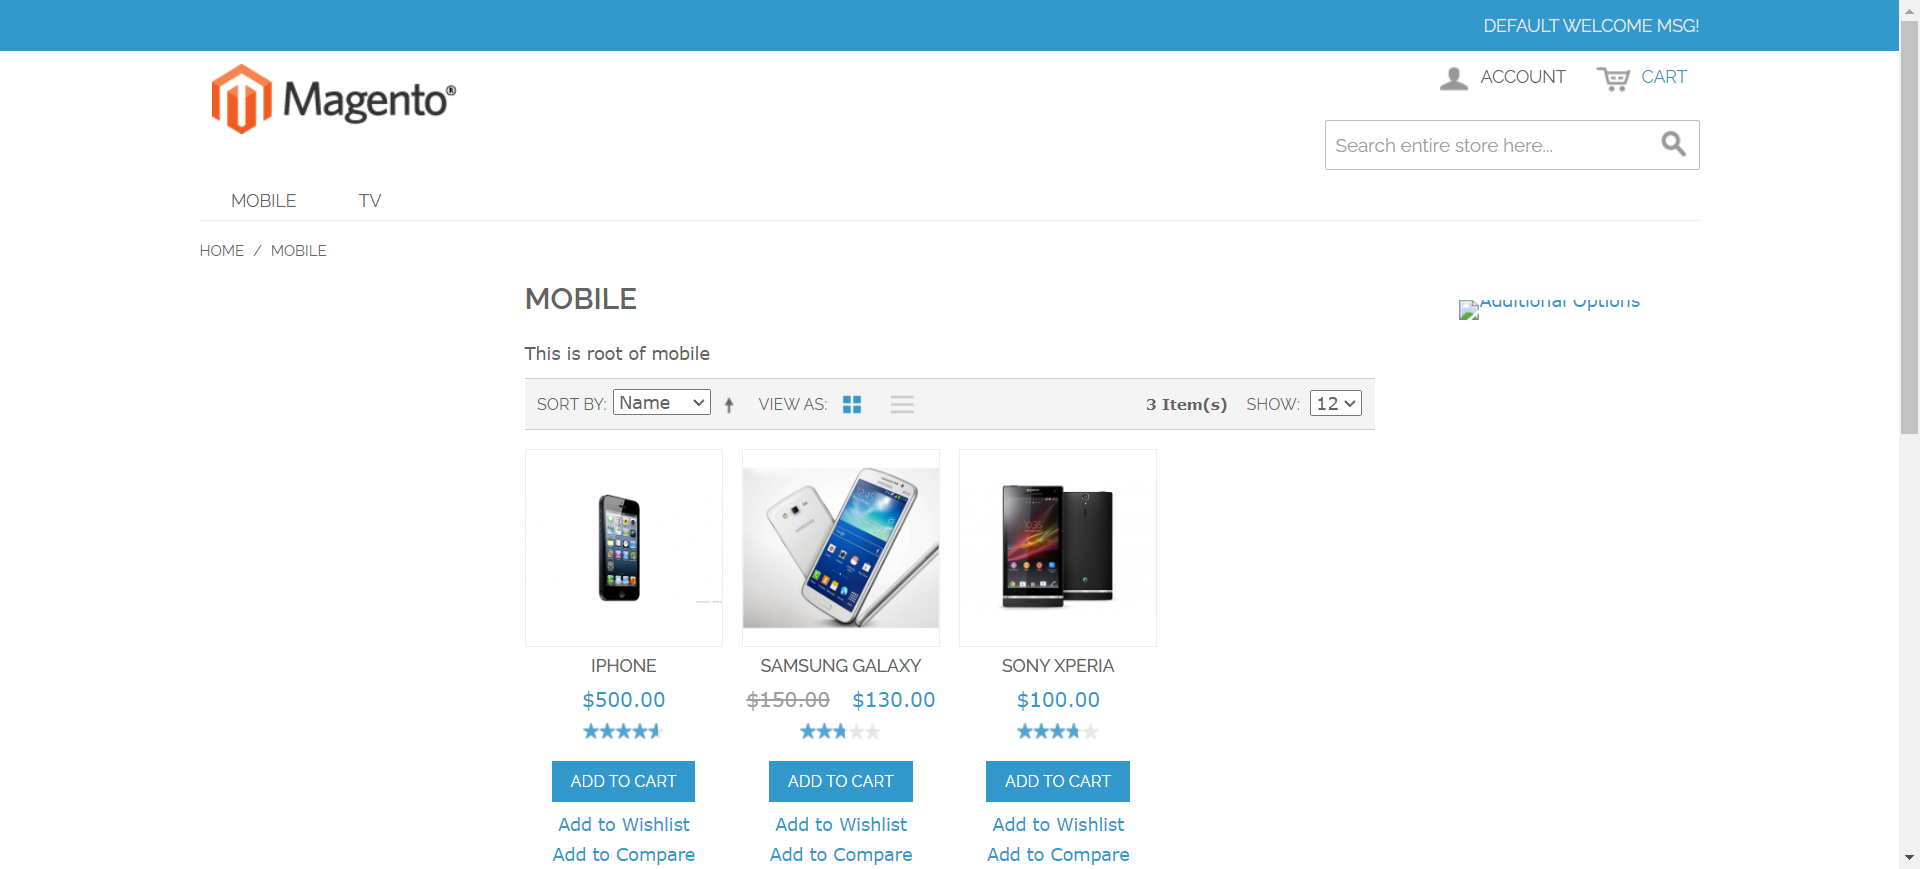 DEFAULT WELCOME MSG!
Magento®
ACCOUNT CART
Search entire store here...
MOBILE TV
HOME / MOBILE
MOBILE
Additional Options
This is root of mobile
SORT BY: Name VIEW AS: 3 Item(s) SHOW: 12
IPHONE SAMSUNG GALAXY SONY XPERIA
$500.00 $150.00 $130.00 $100.00
ADD TO CART ADD TO CART ADD TO CART
Add to Wishlist Add to Wishlist Add to Wishlist
Add to Compare Add to Compare Add to Compare